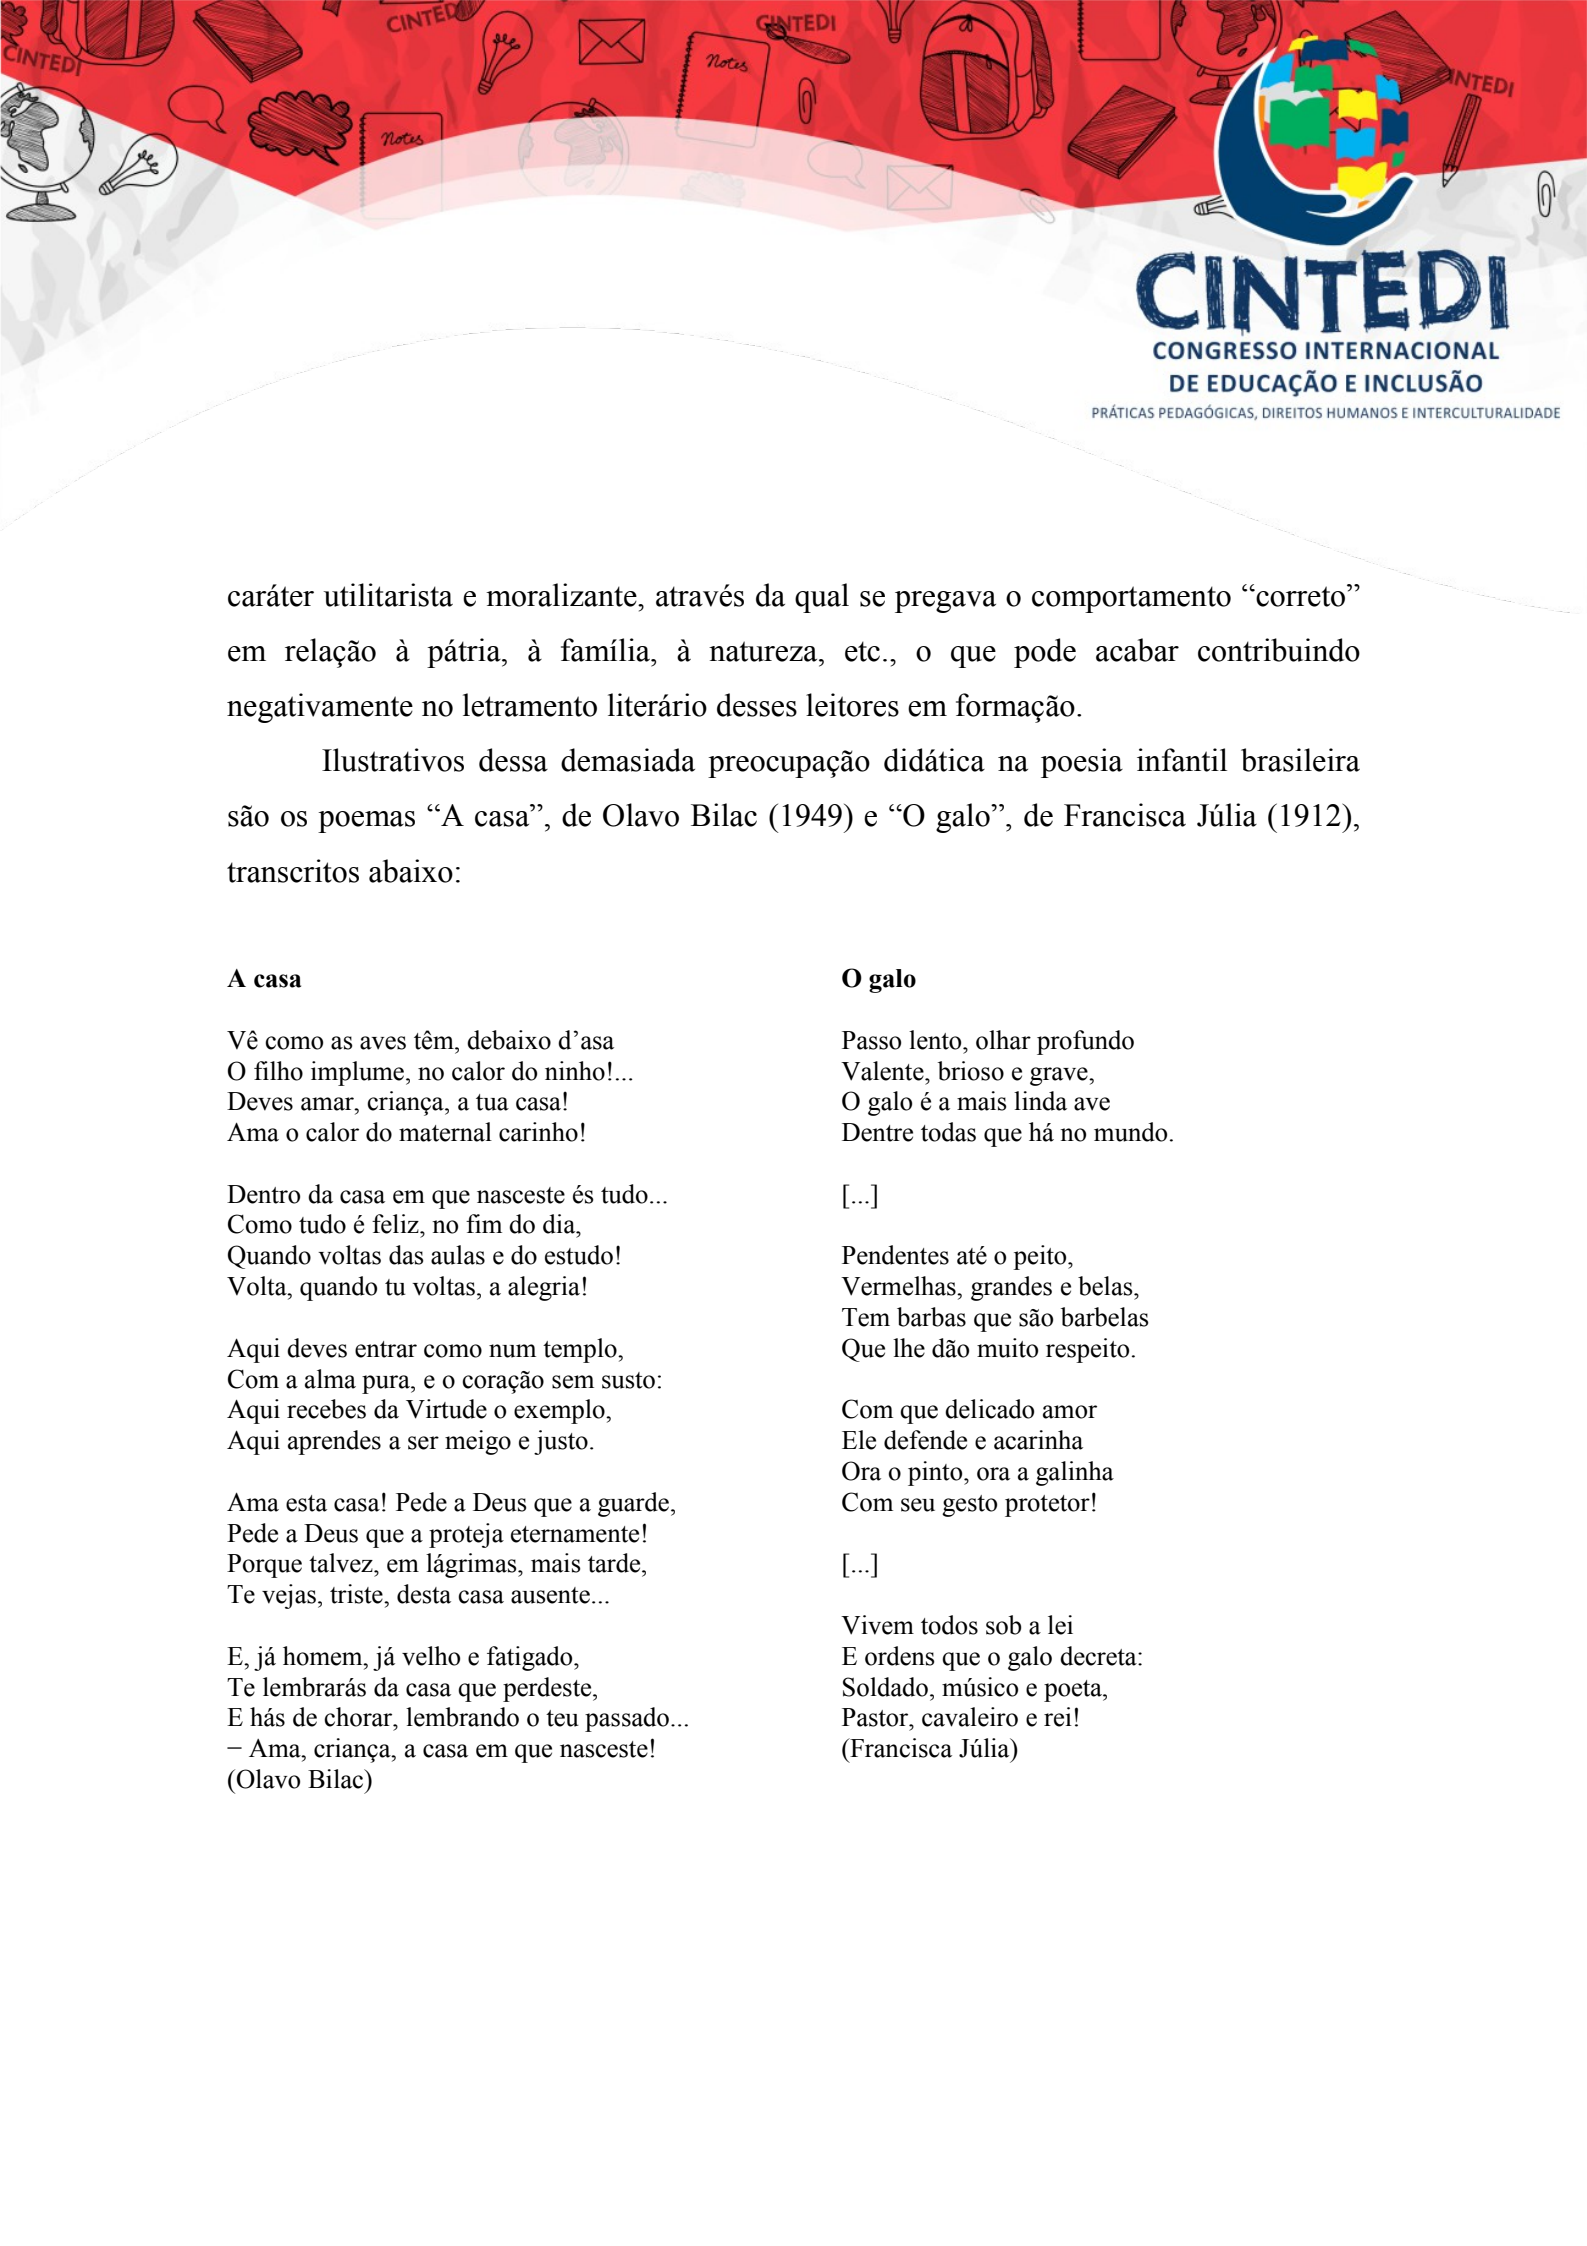 CINTEDI
CINTEDI
CINTEDI
CINTEDI
Notes
Notes
CINTEDI
CONGRESSO INTERNACIONAL
DE EDUCAÇÃO E INCLUSÃO
PRÁTICAS PEDAGÓGICAS, DIREITOS HUMANOS E INTERCULTURALIDADE
caráter utilitarista e moralizante, através da qual se pregava o comportamento “correto”
em relação à pátria, à família, à natureza, etc., o que pode acabar contribuindo
negativamente no letramento literário desses leitores em formação.
Ilustrativos dessa demasiada preocupação didática na poesia infantil brasileira
são os poemas “A casa”, de Olavo Bilac (1949) e “O galo”, de Francisca Júlia (1912),
transcritos abaixo:
A casa
Vê como as aves têm, debaixo d’asa
O filho implume, no calor do ninho!...
Deves amar, criança, a tua casa!
Ama o calor do maternal carinho!
Dentro da casa em que nasceste és tudo...
Como tudo é feliz, no fim do dia,
Quando voltas das aulas e do estudo!
Volta, quando tu voltas, a alegria!
Aqui deves entrar como num templo,
Com a alma pura, e o coração sem susto:
Aqui recebes da Virtude o exemplo,
Aqui aprendes a ser meigo e justo.
Ama esta casa! Pede a Deus que a guarde,
Pede a Deus que a proteja eternamente!
Porque talvez, em lágrimas, mais tarde,
Te vejas, triste, desta casa ausente...
E, já homem, já velho e fatigado,
Te lembrarás da casa que perdeste,
E hás de chorar, lembrando o teu passado...
− Ama, criança, a casa em que nasceste!
(Olavo Bilac)
O galo
Passo lento, olhar profundo
Valente, brioso e grave,
O galo é a mais linda ave
Dentre todas que há no mundo.
[...]
Pendentes até o peito,
Vermelhas, grandes e belas,
Tem barbas que são barbelas
Que lhe dão muito respeito.
Com que delicado amor
Ele defende e acarinha
Ora o pinto, ora a galinha
Com seu gesto protetor!
[...]
Vivem todos sob a lei
E ordens que o galo decreta:
Soldado, músico e poeta,
Pastor, cavaleiro e rei!
(Francisca Júlia)